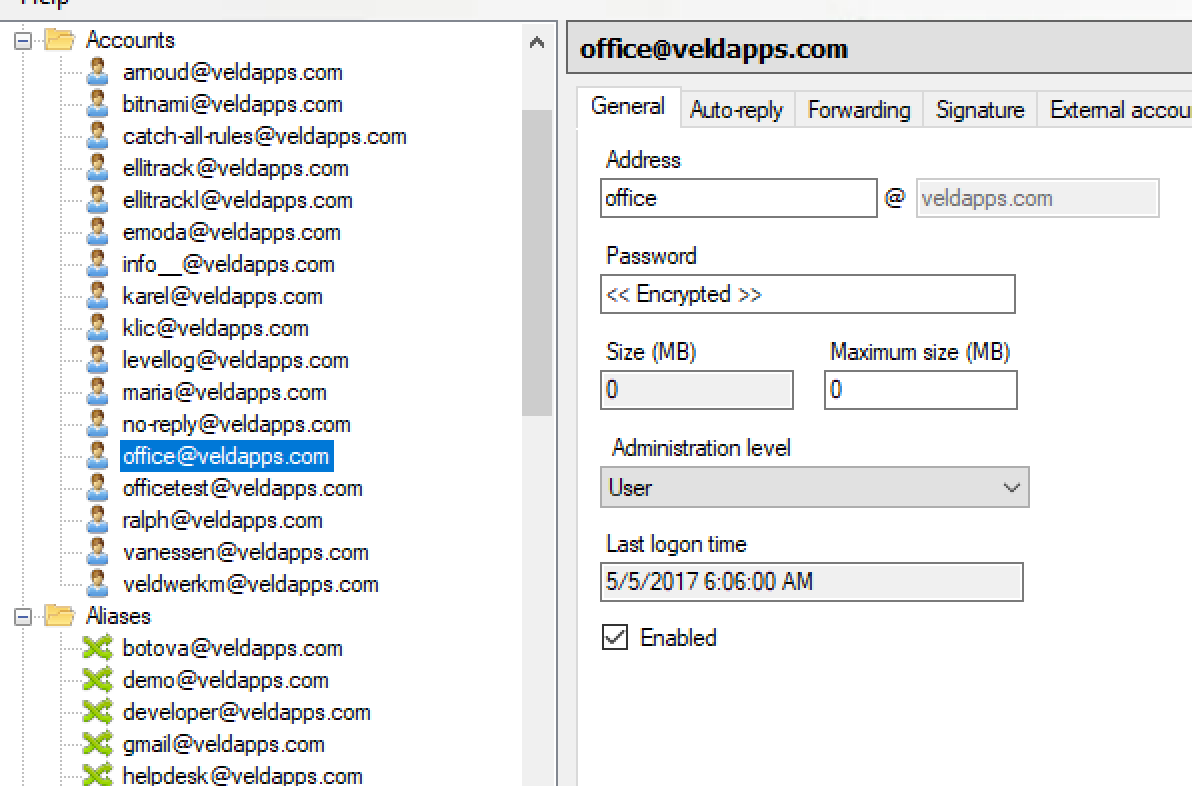 Help
Accounts
arnoud@veldapps.com
bitnami@veldapps.com
catch-all-rules@veldapps.com
ellitrack@veldapps.com
ellitrackl@veldapps.com
emoda@veldapps.com
info__@veldapps.com
karel@veldapps.com
klic@veldapps.com
levellog@veldapps.com
maria@veldapps.com
no-reply@veldapps.com
office@veldapps.com
officetest@veldapps.com
ralph@veldapps.com
vanessen@veldapps.com
veldwerkm@veldapps.com
Aliases
botova@veldapps.com
demo@veldapps.com
developer@veldapps.com
gmail@veldapps.com
helpdesk@veldapps.com
office@veldapps.com
General Auto-reply Forwarding Signature External accou
Address
office @ veldapps.com
Password
<< Encrypted >>
Size (MB) Maximum size (MB)
0 0
Administration level
User
Last logon time
5/5/2017 6:06:00 AM
Enabled